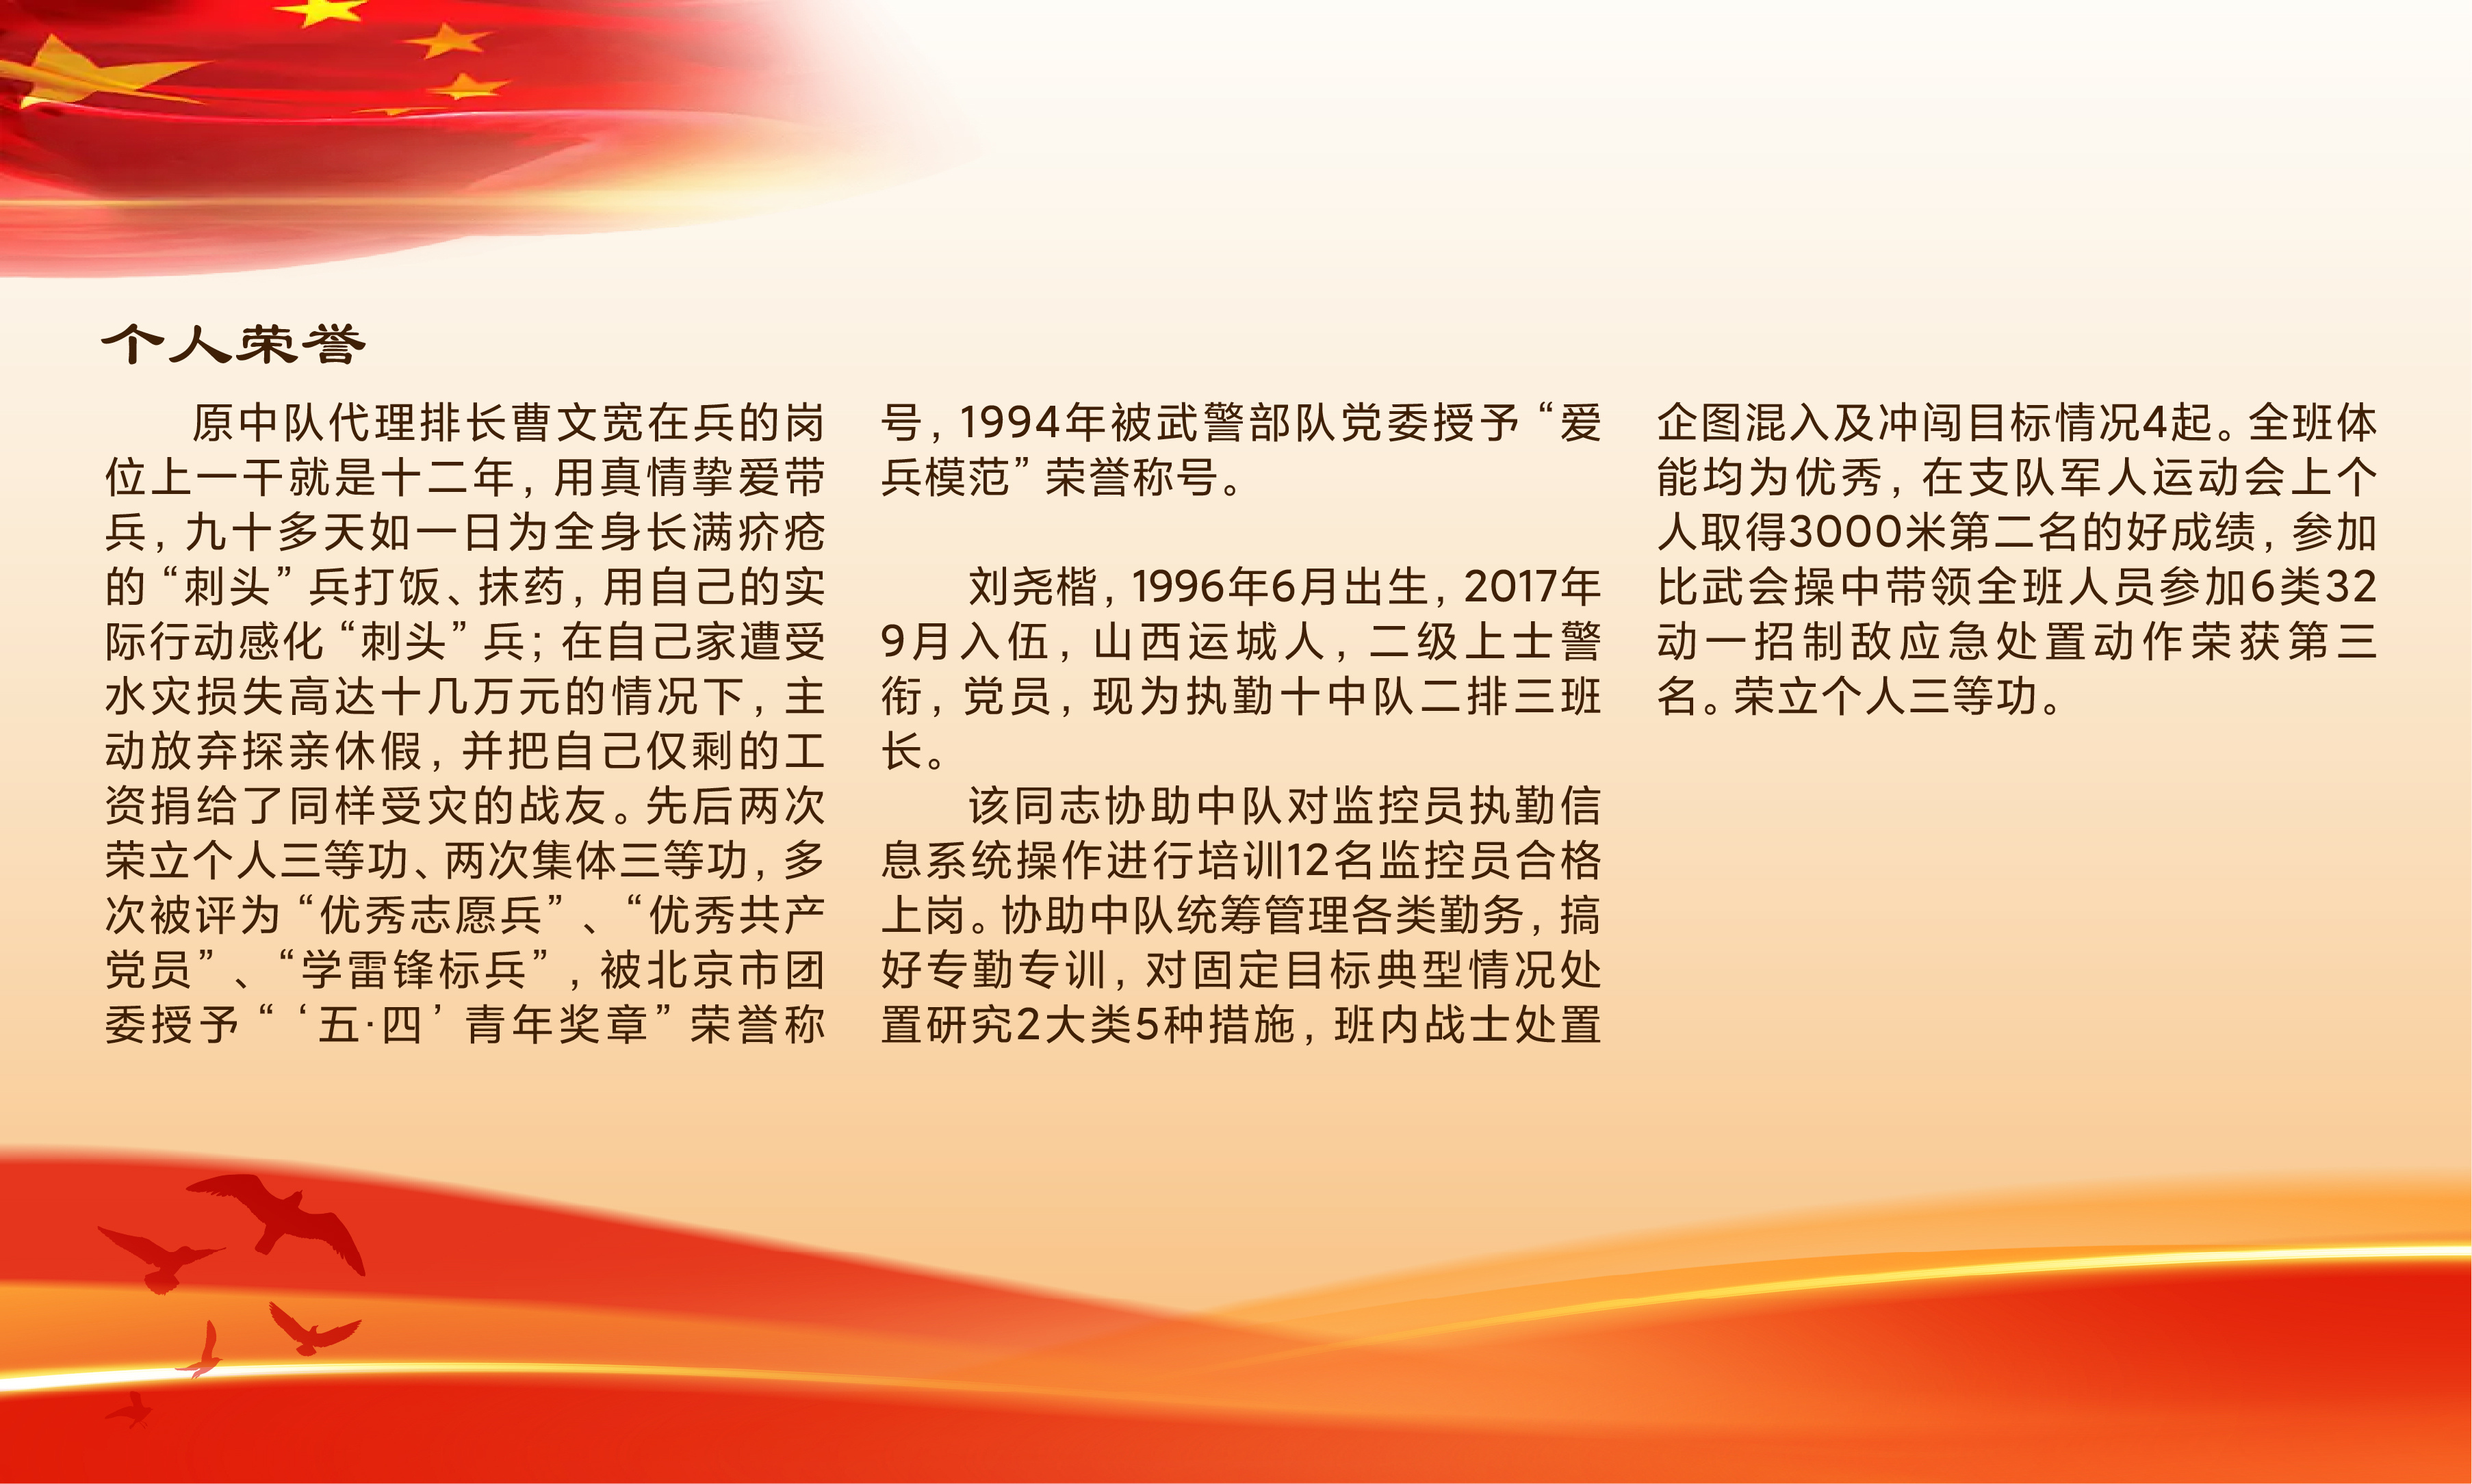 个人荣誉
原中队代理排长曹文宽在兵的岗
位上一干就是十二年，用真情挚爱带
兵，九十多天如一日为全身长满疥疮
的“刺头”兵打饭、抹药，用自己的实
际行动感化“刺头”兵；在自己家遭受
水灾损失高达十几万元的情况下，主
动放弃探亲休假，并把自己仅剩的工
资捐给了同样受灾的战友。先后两次
荣立个人三等功、两次集体三等功，多
次被评为“优秀志愿兵”、“优秀共产
党员”、“学雷锋标兵”，被北京市团
委授予“‘五·四’青年奖章”荣誉称
号，1994年被武警部队党委授予“爱
兵模范”荣誉称号。
刘尧楷，1996年6月出生，2017年
9月入伍，山西运城人，二级上士警
衔，党员，现为执勤十中队二排三班
长。
该同志协助中队对监控员执勤信
息系统操作进行培训12名监控员合格
上岗。协助中队统筹管理各类勤务，搞
好专勤专训，对固定目标典型情况处
置研究2大类5种措施，班内战士处置
企图混入及冲闯目标情况4起。全班体
能均为优秀，在支队军人运动会上个
人取得3000米第二名的好成绩，参加
比武会操中带领全班人员参加6类32
动一招制敌应急处置动作荣获第三
名。荣立个人三等功。